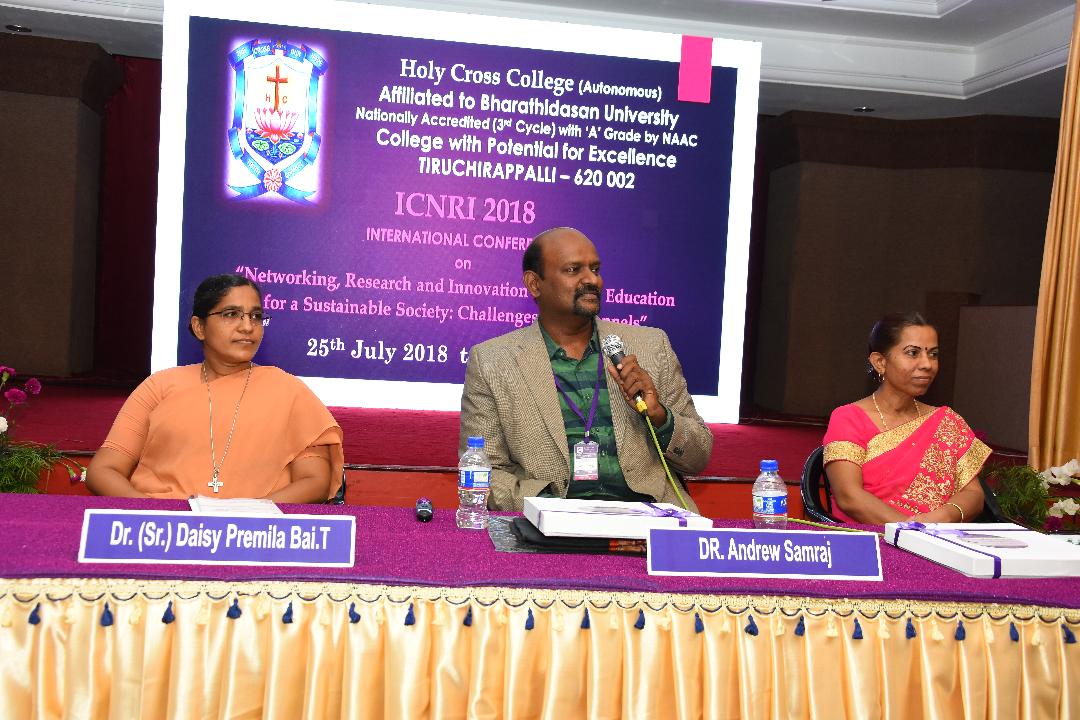 H C
Holy Cross College (Autonomous)
Affiliated to Bharathidasan University
Nationally Accredited (3rd Cycle) with 'A' Grade by NAAC
College with Potential for Excellence
TIRUCHIRAPPALLI – 620 002
ICNRI 2018
INTERNATIONAL
on
"Networking, Research and Innovation Education
for a Sustainable Society: Challenges
25th July 2018
Dr. (Sr.) Daisy Premila Bai.T
DR. Andrew Samraj